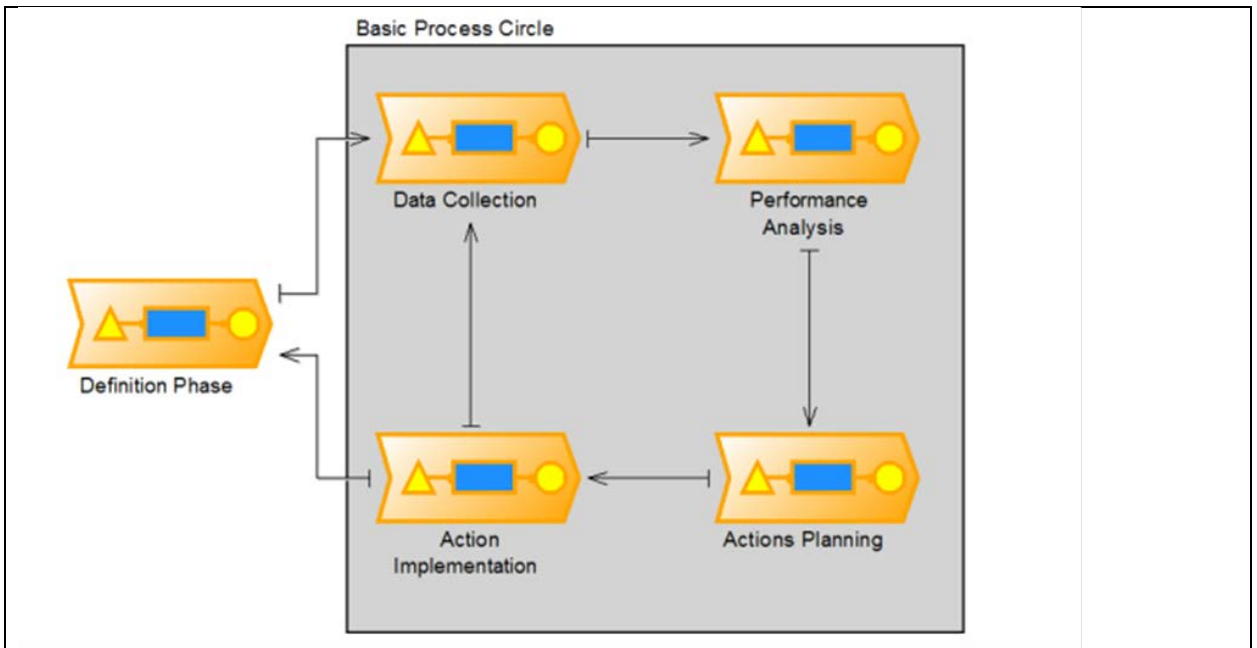 Basic Process Circle
Data Collection
Performance
Analysis
Definition Phase
Action
Implementation
Actions Planning